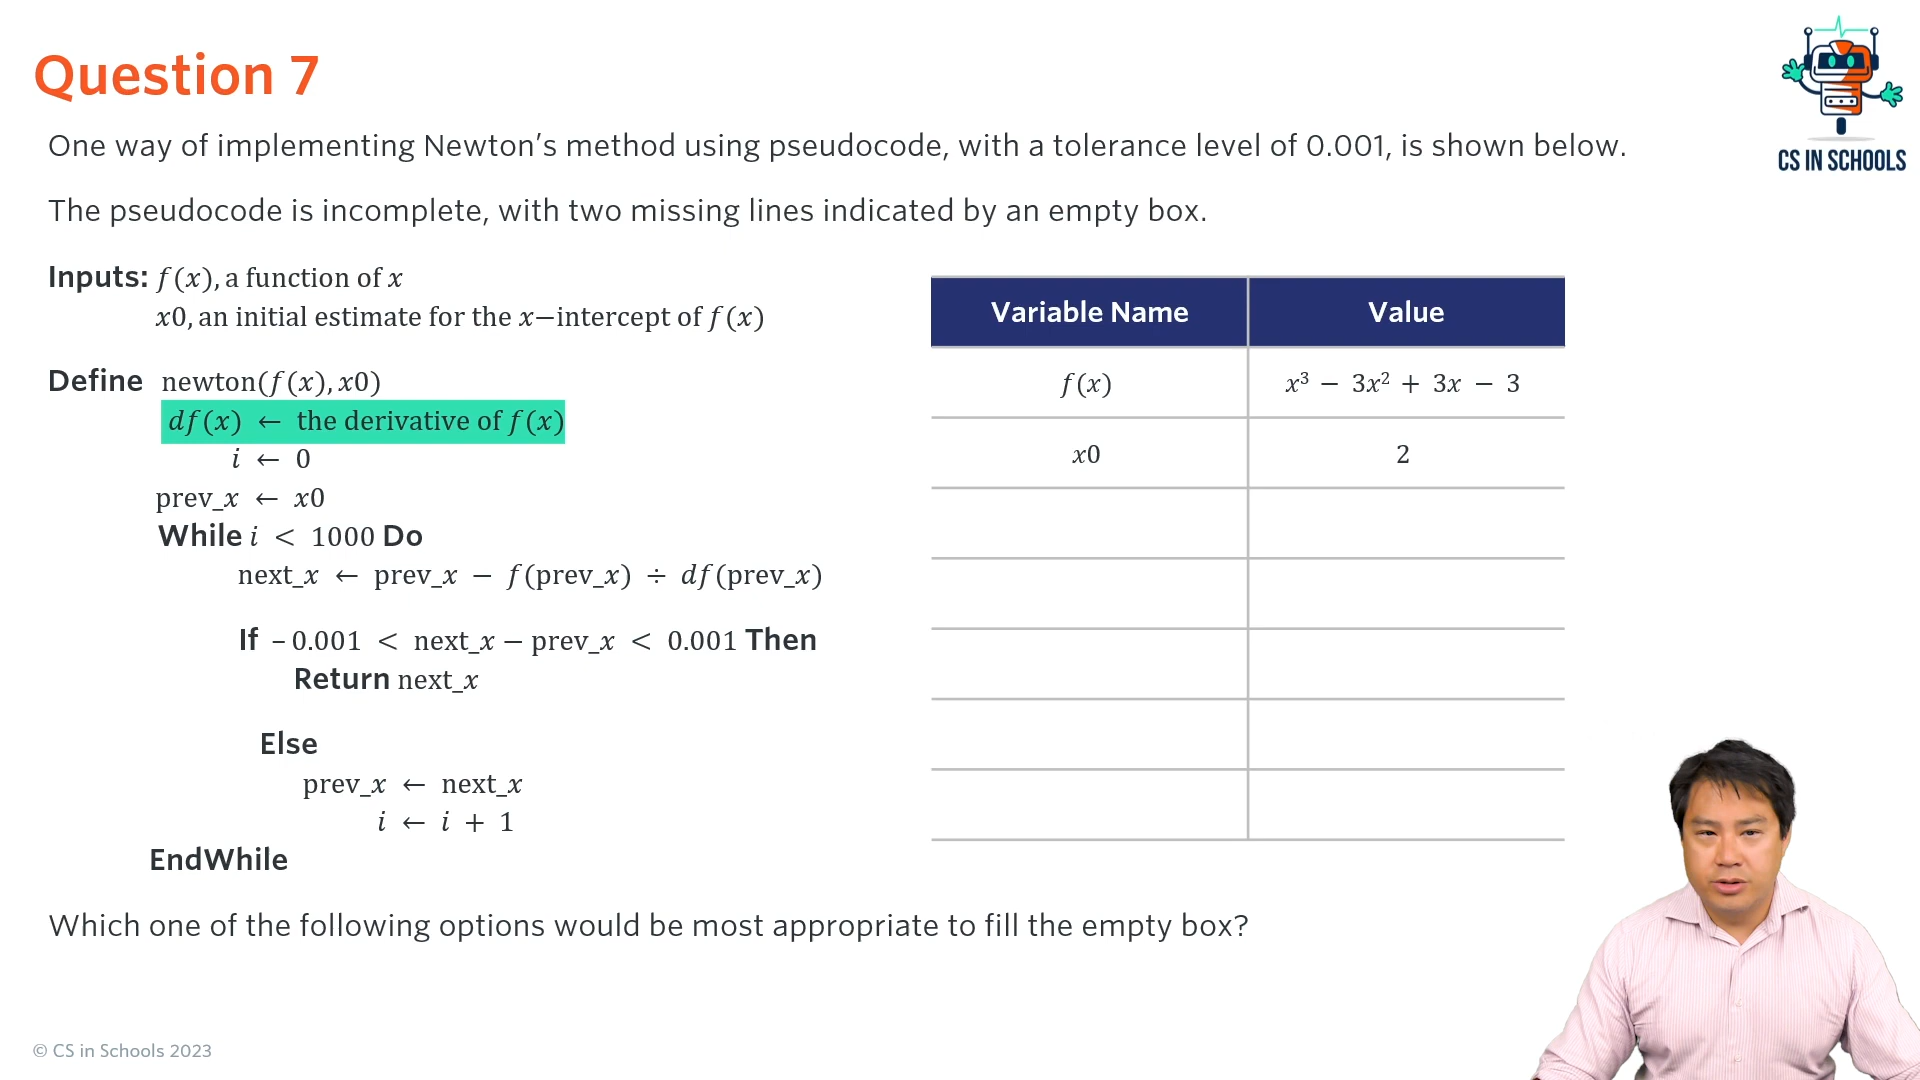 Question 7
CS IN SCHOOLS
One way of implementing Newton’s method using pseudocode, with a tolerance level of 0.001, is shown below.
The pseudocode is incomplete, with two missing lines indicated by an empty box.
Inputs: f(x), a function of x
x0, an initial estimate for the x−intercept of f(x)
Define newton(f(x), x0)
df(x) ← the derivative of f(x)
i ← 0
prev_x ← x0
While i < 1000 Do
next_x ← prev_x − f(prev_x) ÷ df(prev_x)
If −0.001 < next_x − prev_x < 0.001 Then
Return next_x
Else
prev_x ← next_x
i ← i + 1
EndWhile
Variable Name Value
f(x) x³ − 3x² + 3x − 3
x0 2
Which one of the following options would be most appropriate to fill the empty box?
© CS in Schools 2023